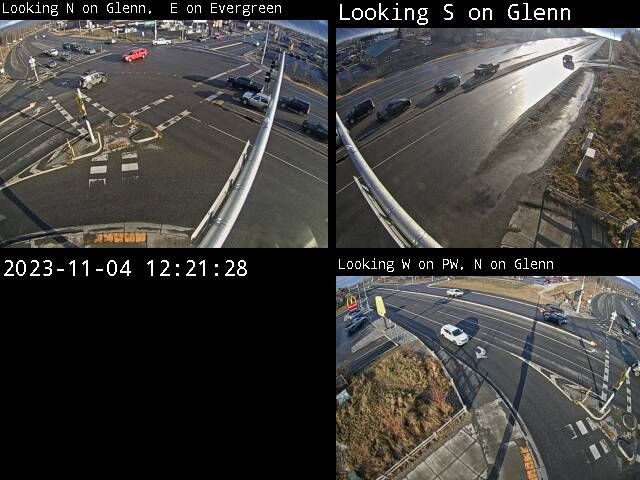 Looking N on Glenn, E on Evergreen
Looking S on Glenn
2023-11-04 12:21:28
Looking W on PW, N on Glenn